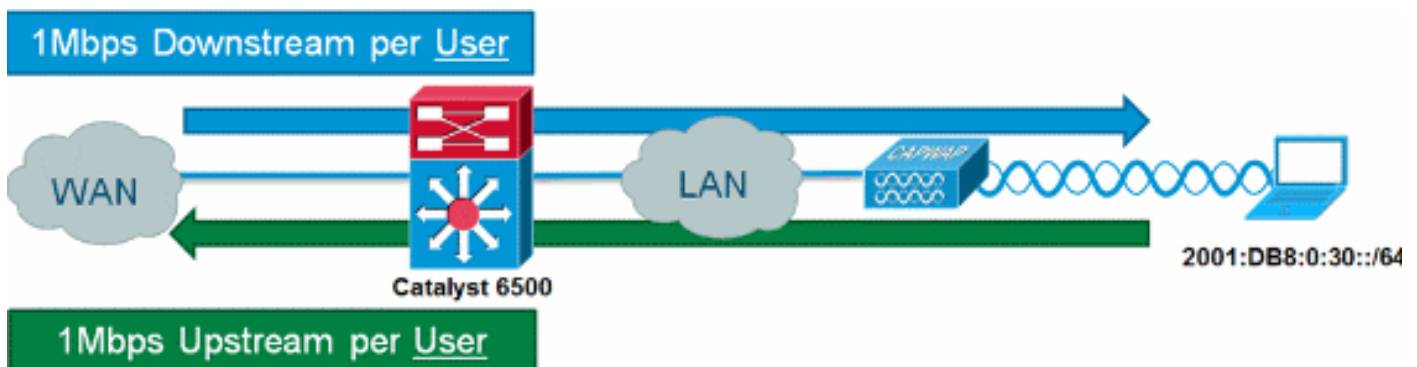 1Mbps Downstream per User
WAN
LAN
CAPWAP
Catalyst 6500
2001:DB8:0:30::/64
1Mbps Upstream per User